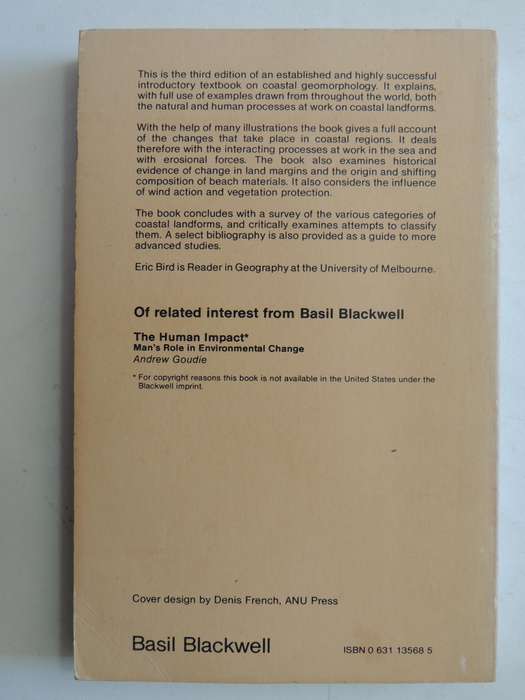 This is the third edition of an established and highly successful
introductory textbook on coastal geomorphology. It explains,
with full use of examples drawn from throughout the world, both
the natural and human processes at work on coastal landforms.
With the help of many illustrations the book gives a full account
of the changes that take place in coastal regions. It deals
therefore with the interacting processes at work in the sea and
with erosional forces. The book also examines historical
evidence of change in land margins and the origin and shifting
composition of beach materials. It also considers the influence
of wind action and vegetation protection.
The book concludes with a survey of the various categories of
coastal landforms, and critically examines attempts to classify
them. A select bibliography is also provided as a guide to more
advanced studies.
Eric Bird is Reader in Geography at the University of Melbourne.
Of related interest from Basil Blackwell
The Human Impact*
Man's Role in Environmental Change
Andrew Goudie
* For copyright reasons this book is not available in the United States under the
Blackwell imprint.
Cover design by Denis French, ANU Press
Basil Blackwell
ISBN 0 631 13568 5